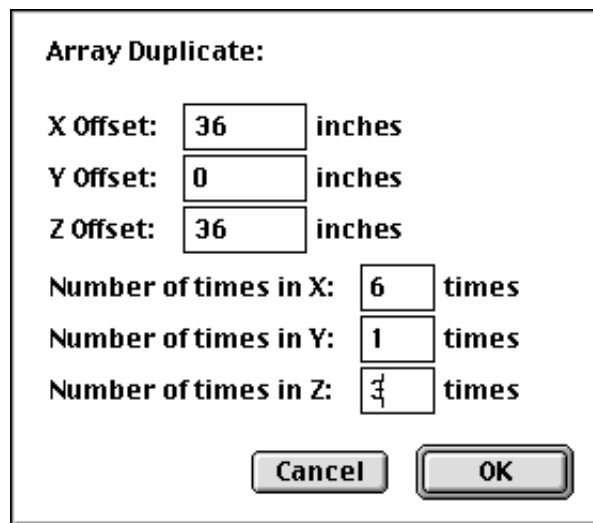 Array Duplicate:
X Offset: 36 inches
Y Offset: 0 inches
Z Offset: 36 inches
Number of times in X: 6 times
Number of times in Y: 1 times
Number of times in Z: 3 times
Cancel OK